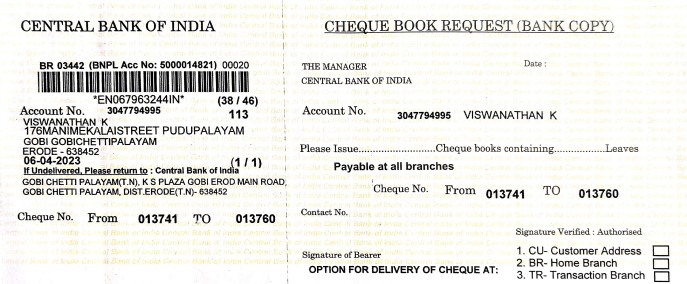 CENTRAL BANK OF INDIA
BR 03442 (BNPL Acc No: 5000014821) 00020
*EN067963244IN* (38 / 46)
Account No. 3047794995 113
VISWANATHAN K
176MANIMEKALAISTREET PUDUPALAYAM
GOBI GOBICHETTIPALAYAM
ERODE - 638452
06-04-2023 (1 / 1)
If Undelivered, Please return to : Central Bank of India
GOBI CHETTI PALAYAM(T.N), K S PLAZA GOBI EROD MAIN ROAD,
GOBI CHETTI PALAYAM, DIST.ERODE(T.N)- 638452
Cheque No. From 013741 TO 013760
CHEQUE BOOK REQUEST (BANK COPY)
THE MANAGER Date :
CENTRAL BANK OF INDIA
Account No. 3047794995 VISWANATHAN K
Please Issue........................Cheque books containing.................Leaves
Payable at all branches
Cheque No. From 013741 TO 013760
Contact No.
Signature Verified : Authorised
Signature of Bearer
OPTION FOR DELIVERY OF CHEQUE AT:
1. CU- Customer Address
2. BR- Home Branch
3. TR- Transaction Branch